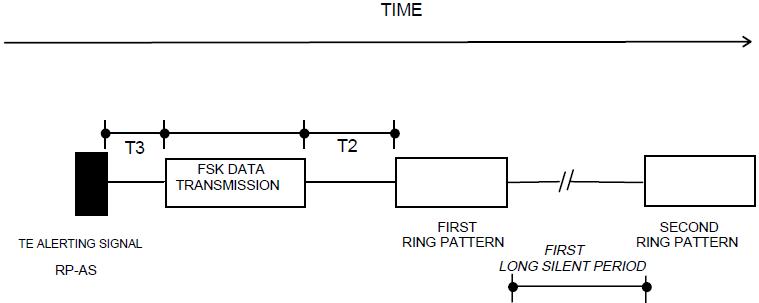 TIME
T3
T2
FSK DATA
TRANSMISSION
TE ALERTING SIGNAL
RP-AS
FIRST
RING PATTERN
SECOND
RING PATTERN
FIRST
LONG SILENT PERIOD